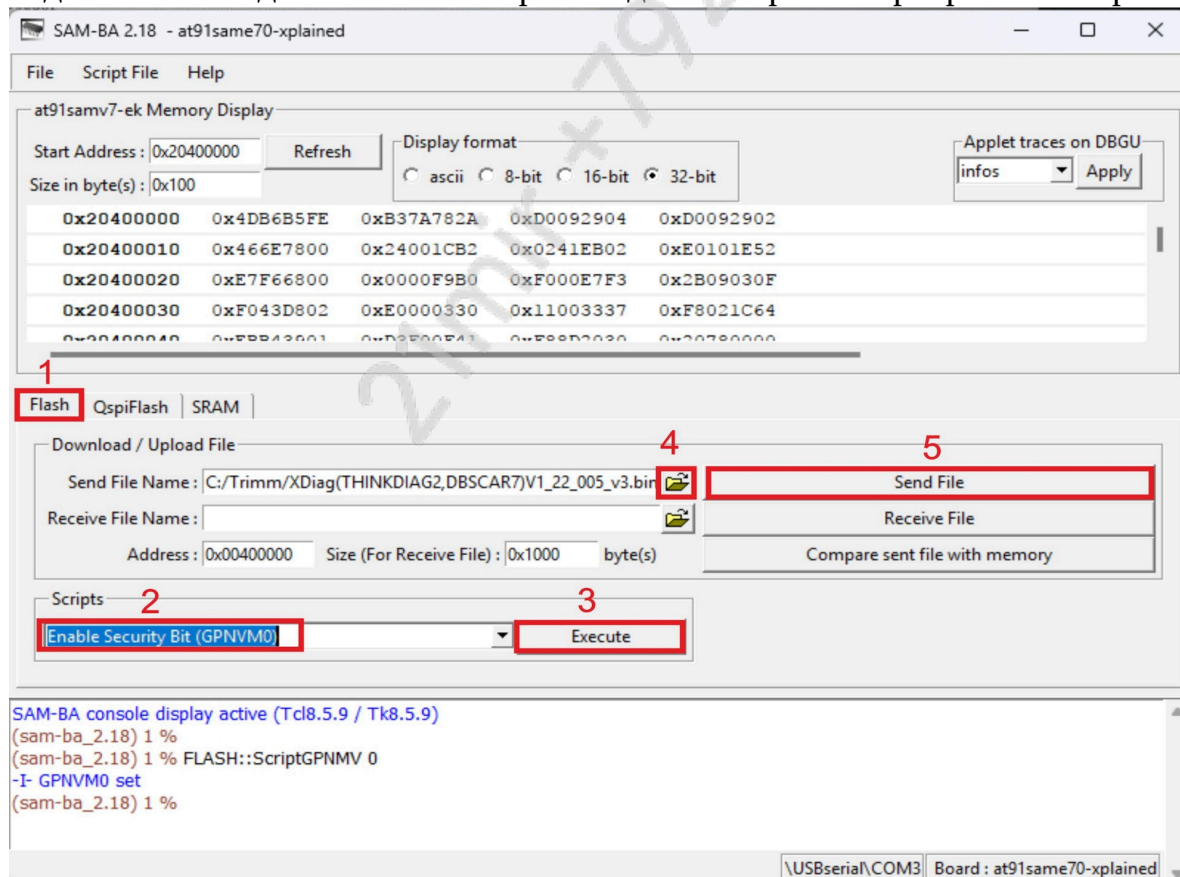 SAM-BA 2.18 - at91same70-xplained
File Script File Help
at91samv7-ek Memory Display
Start Address : 0x20400000 Refresh Display format Applet traces on DBGU
Size in byte(s) : 0x100 ascii 8-bit 16-bit 32-bit infos Apply
0x20400000 0x4DB6B5FE 0xB37A782A 0xD0092904 0xD0092902
0x20400010 0x466E7800 0x24001CB2 0x0241EB02 0xE0101E52
0x20400020 0xE7F66800 0x0000F9B0 0xF000E7F3 0x2B09030F
0x20400030 0xF043D802 0xE0000330 0x11003337 0xF8021C64
1
Flash QspiFlash SRAM
Download / Upload File 4 5
Send File Name : C:/Trimm/XDiag(THINKDIAG2,DBSCAR7)V1_22_005_v3.bin Send File
Receive File Name : Receive File
Address : 0x00400000 Size (For Receive File) : 0x1000 byte(s) Compare sent file with memory
Scripts 2 3
Enable Security Bit (GPNVM0) Execute
SAM-BA console display active (Tcl8.5.9 / Tk8.5.9)
(sam-ba_2.18) 1 %
(sam-ba_2.18) 1 % FLASH::ScriptGPNMV 0
-I- GPNVM0 set
(sam-ba_2.18) 1 %
\USBserial\COM3 Board : at91same70-xplained
21mir +792